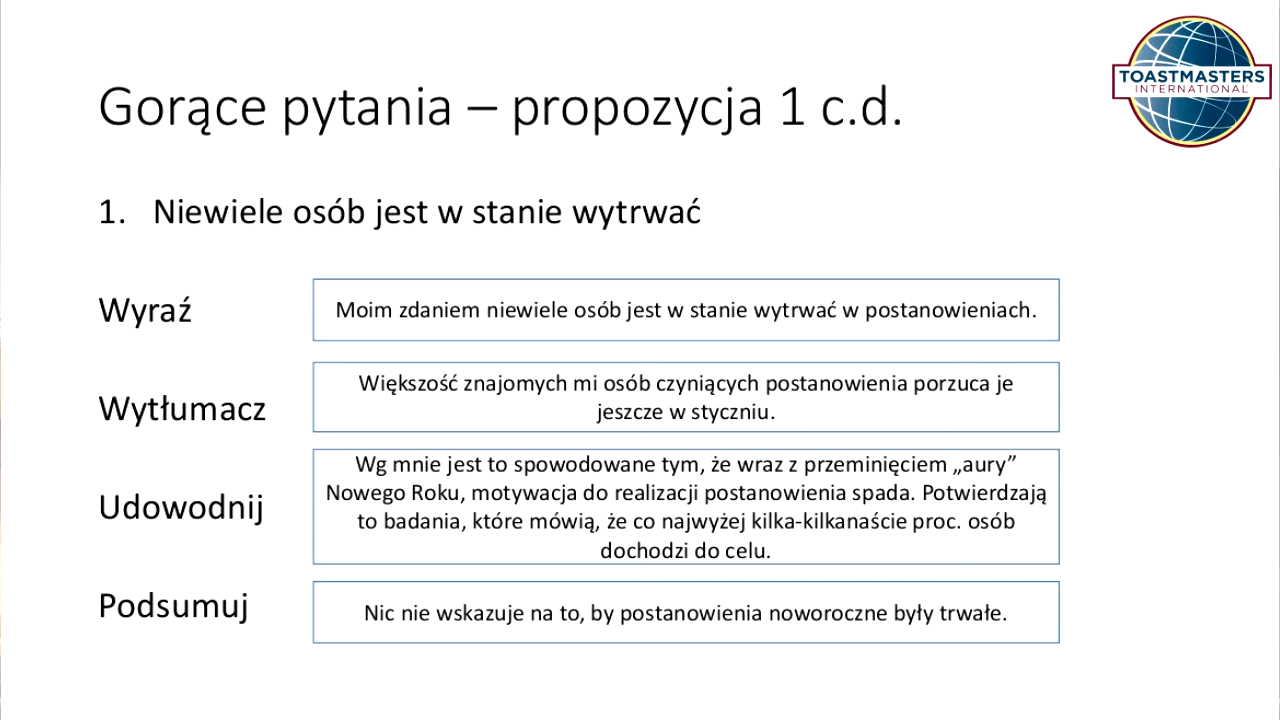 TOASTMASTERS
INTERNATIONAL
Gorące pytania – propozycja 1 c.d.
1. Niewiele osób jest w stanie wytrwać
Wyraź
Moim zdaniem niewiele osób jest w stanie wytrwać w postanowieniach.
Wytłumacz
Większość znajomych mi osób czyniących postanowienia porzuca je
jeszcze w styczniu.
Udowodnij
Wg mnie jest to spowodowane tym, że wraz z przeminięciem „aury”
Nowego Roku, motywacja do realizacji postanowienia spada. Potwierdzają
to badania, które mówią, że co najwyżej kilka-kilkanaście proc. osób
dochodzi do celu.
Podsumuj
Nic nie wskazuje na to, by postanowienia noworoczne były trwałe.